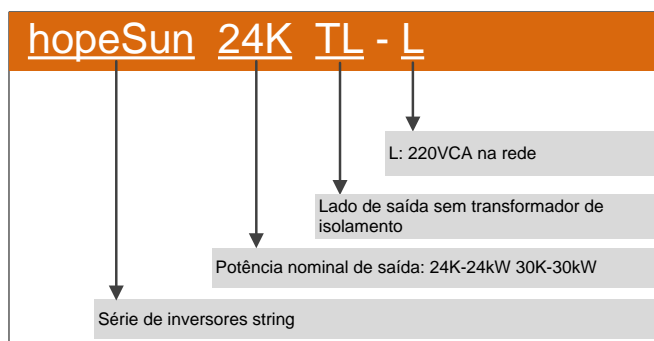 hopeSun 24K TL - L
L: 220VCA na rede
Lado de saída sem transformador de
isolamento
Potência nominal de saída: 24K-24kW 30K-30kW
Série de inversores string